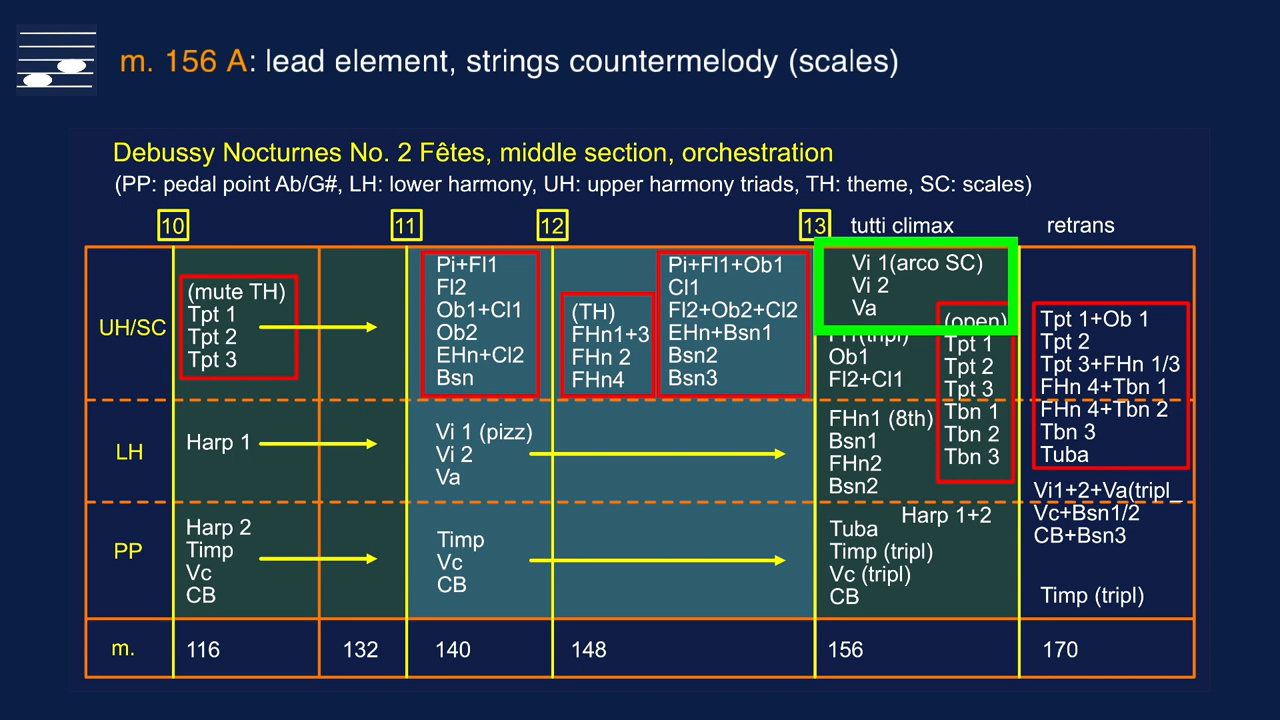 m. 156 A: lead element, strings countermelody (scales)
Debussy Nocturnes No. 2 Fêtes, middle section, orchestration
(PP: pedal point Ab/G#, LH: lower harmony, UH: upper harmony triads, TH: theme, SC: scales)
10
11
12
13
tutti climax
retrans
UH/SC
(mute TH)
Tpt 1
Tpt 2
Tpt 3
Pi+Fl1
Fl2
Ob1+Cl1
Ob2
EHn+Cl2
Bsn
(TH)
FHn1+3
FHn 2
FHn4
Pi+Fl1+Ob1
Cl1
Fl2+Ob2+Cl2
EHn+Bsn1
Bsn2
Bsn3
Vi 1(arco SC)
Vi 2
Va
Fl1(tripl)
Ob1
Fl2+Cl1
(open)
Tpt 1
Tpt 2
Tpt 3
Tbn 1
Tbn 2
Tbn 3
Tpt 1+Ob 1
Tpt 2
Tpt 3+FHn 1/3
FHn 4+Tbn 1
FHn 4+Tbn 2
Tbn 3
Tuba
LH
Harp 1
Vi 1 (pizz)
Vi 2
Va
FHn1 (8th)
Bsn1
FHn2
Bsn2
Vi1+2+Va(tripl_
Vc+Bsn1/2
CB+Bsn3
PP
Harp 2
Timp
Vc
CB
Timp
Vc
CB
Harp 1+2
Tuba
Timp (tripl)
Vc (tripl)
CB
Timp (tripl)
m.
116
132
140
148
156
170